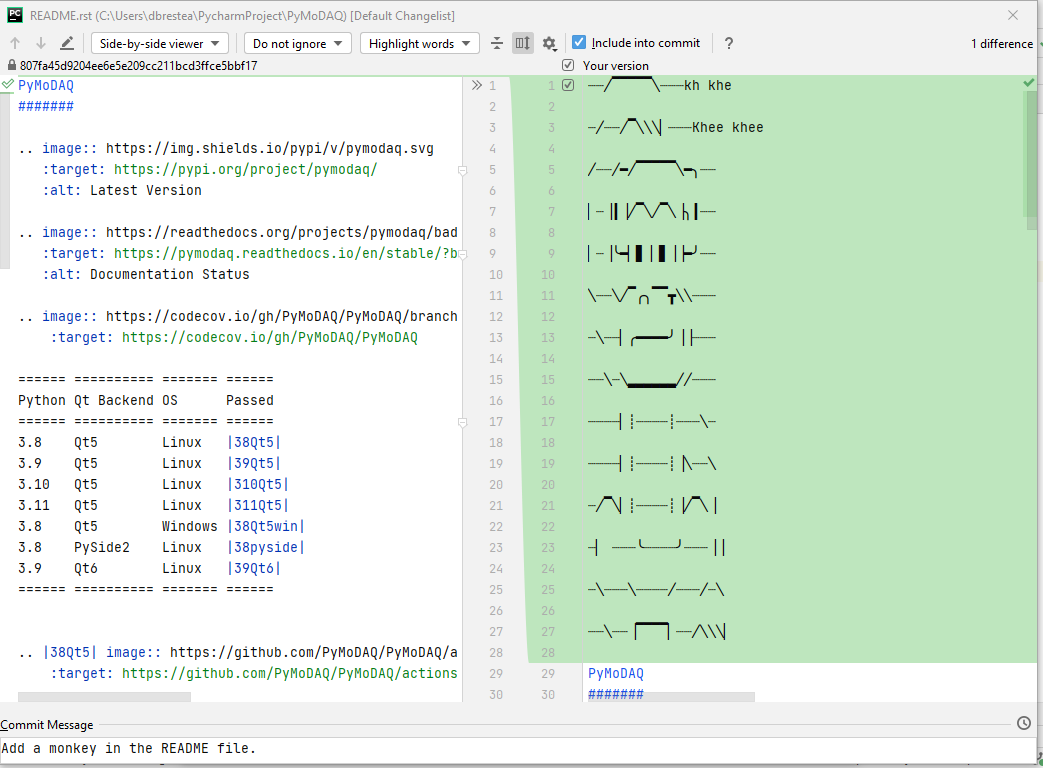 PC README.rst (C:\Users\dbrestea\PycharmProject\PyMoDAQ) [Default Changelist]
Side-by-side viewer Do not ignore Highlight words Include into commit ? 1 difference
807fa45d9204ee6e5e209cc211bcd3ffce5bbf17 Your version
PyMoDAQ
#######
.. image:: https://img.shields.io/pypi/v/pymodaq.svg
:target: https://pypi.org/project/pymodaq/
:alt: Latest Version
.. image:: https://readthedocs.org/projects/pymodaq/bad
:target: https://pymodaq.readthedocs.io/en/stable/?b
:alt: Documentation Status
.. image:: https://codecov.io/gh/PyMoDAQ/PyMoDAQ/branch
:target: https://codecov.io/gh/PyMoDAQ/PyMoDAQ
====== ========== ======= ======
Python Qt Backend OS Passed
====== ========== ======= ======
3.8 Qt5 Linux |38Qt5|
3.9 Qt5 Linux |39Qt5|
3.10 Qt5 Linux |310Qt5|
3.11 Qt5 Linux |311Qt5|
3.8 Qt5 Windows |38Qt5win|
3.8 PySide2 Linux |38pyside|
3.9 Qt6 Linux |39Qt6|
====== ========== ======= ======
.. |38Qt5| image:: https://github.com/PyMoDAQ/PyMoDAQ/a
:target: https://github.com/PyMoDAQ/PyMoDAQ/actions
1 1
2 2
3 3
4 4
5 5
6 6
7 7
8 8
9 9
10 10
11 11
12 12
13 13
14 14
15 15
16 16
17 17
18 18
19 19
20 20
21 21
22 22
23 23
24 24
25 25
26 26
27 27
28 28
29 29
30 30
kh khe
Khee khee
PyMoDAQ
#######
Commit Message
Add a monkey in the README file.